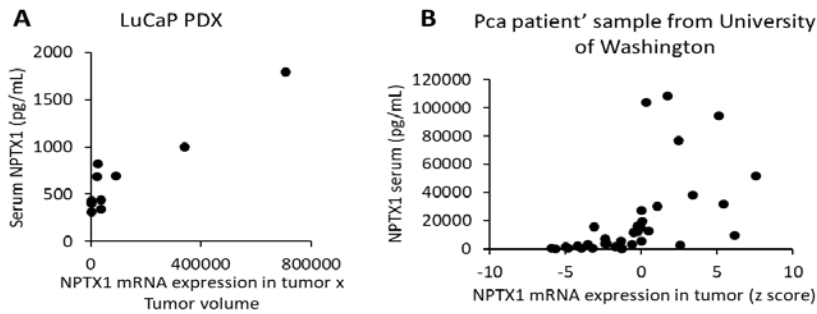 A
LuCaP PDX
Serum NPTX1 (pg/mL)
2000
1500
1000
500
0
0
400000
800000
NPTX1 mRNA expression in tumor x
Tumor volume
B
Pca patient’ sample from University
of Washington
NPTX1 serum (pg/mL)
120000
100000
80000
60000
40000
20000
0
-10
-5
0
5
10
NPTX1 mRNA expression in tumor (z score)